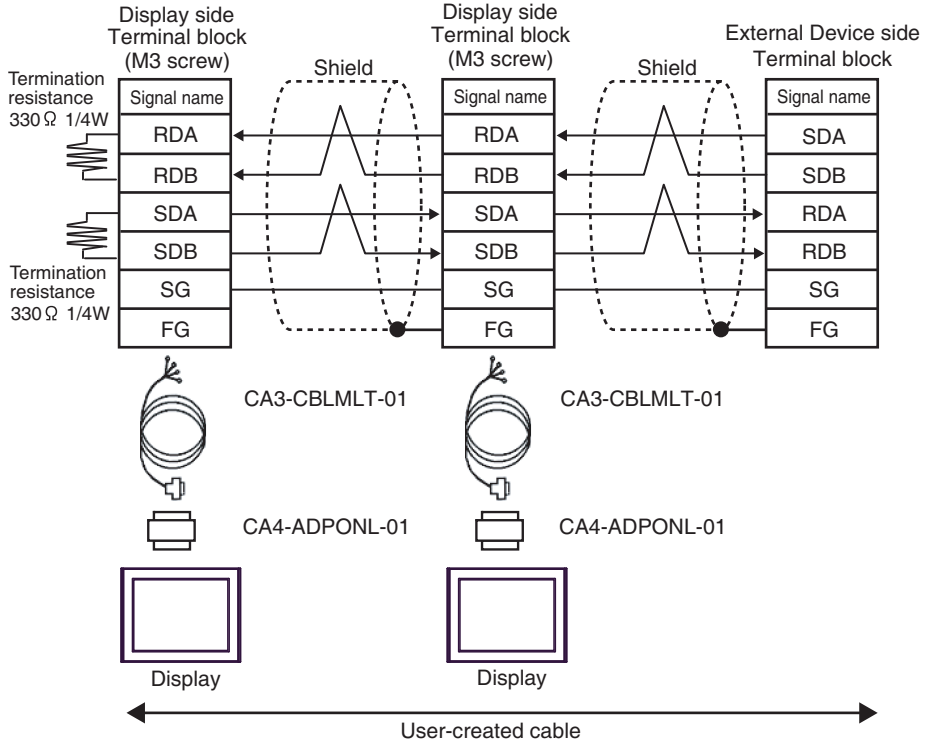 Display side
Terminal block
(M3 screw)
Display side
Terminal block
(M3 screw)
External Device side
Terminal block
Termination
resistance
330 Ω 1/4W
Shield
Shield
Signal name
Signal name
Signal name
RDA
RDA
SDA
RDB
RDB
SDB
SDA
SDA
RDA
SDB
SDB
RDB
Termination
resistance
330 Ω 1/4W
SG
SG
SG
FG
FG
FG
CA3-CBLMLT-01
CA3-CBLMLT-01
CA4-ADPONL-01
CA4-ADPONL-01
Display
Display
User-created cable